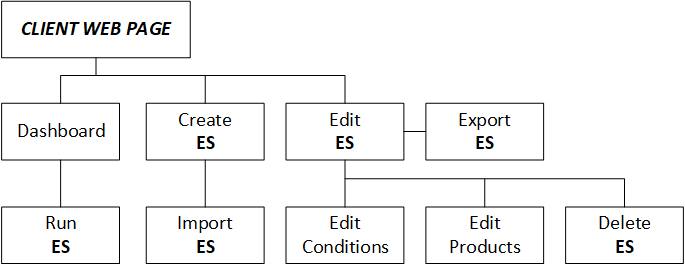 CLIENT WEB PAGE
Dashboard
Create
ES
Edit
ES
Export
ES
Run
ES
Import
ES
Edit
Conditions
Edit
Products
Delete
ES